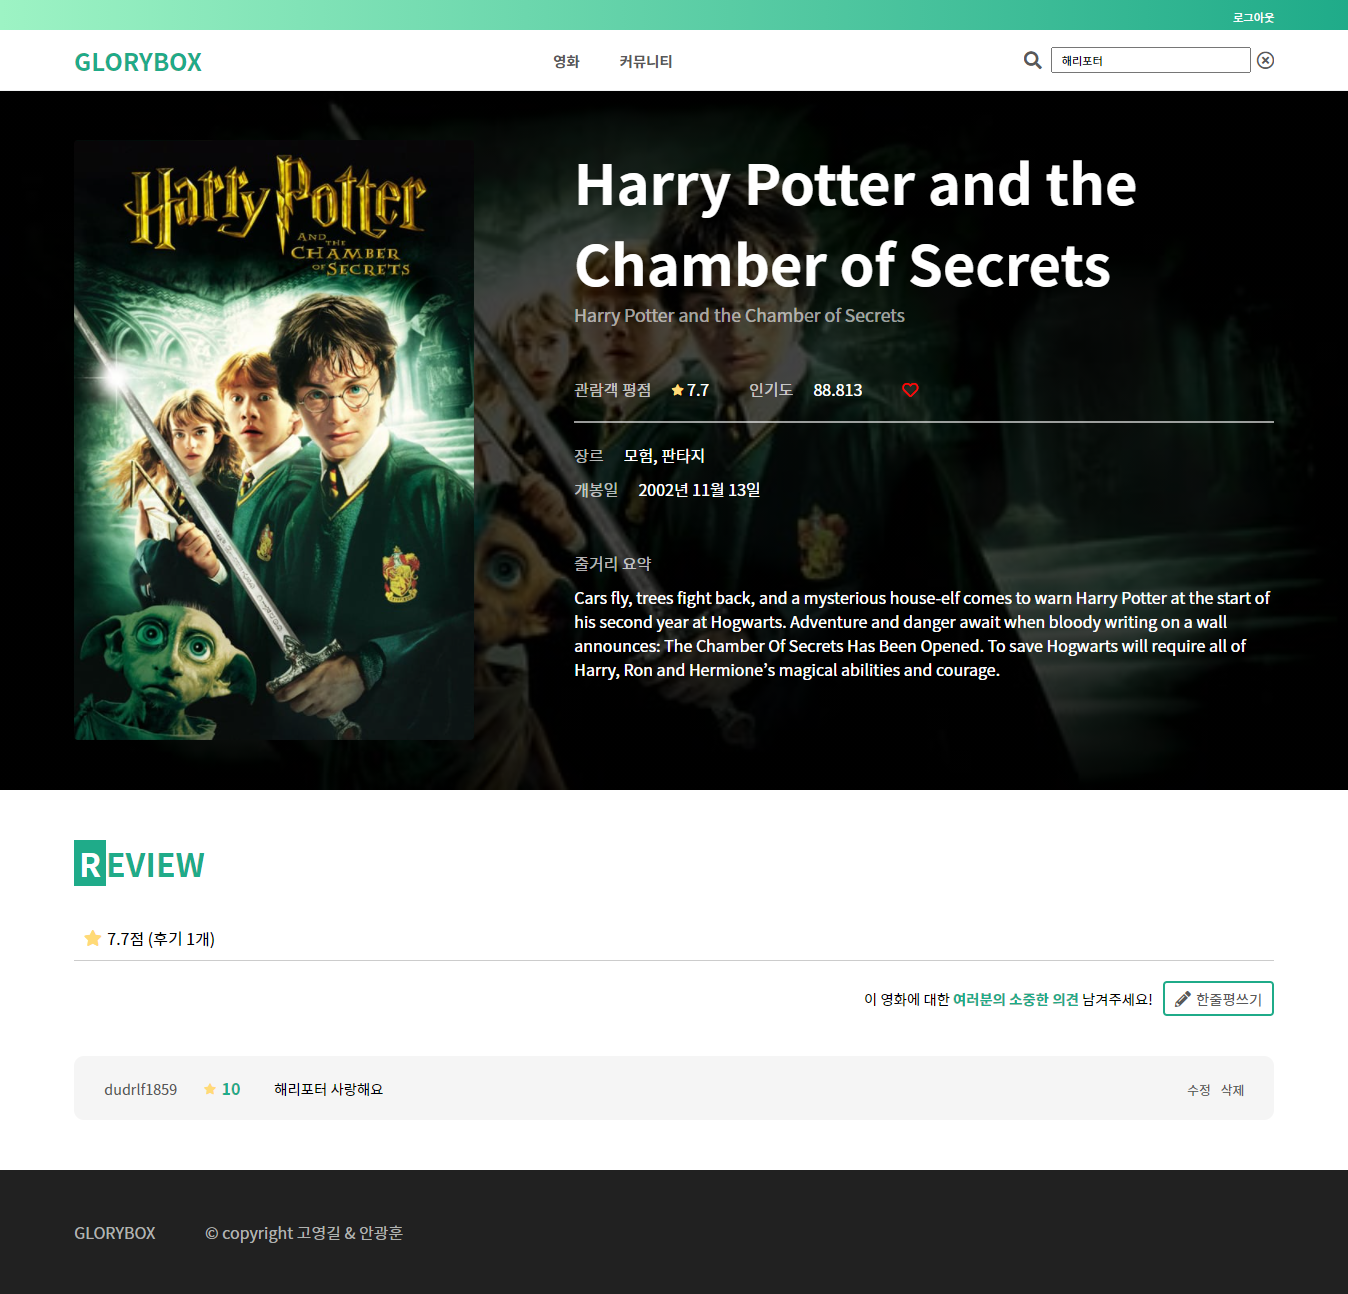 로그아웃
GLORYBOX
영화
커뮤니티
해리포터
Harry Potter
AND THE
CHAMBER
OF SECRETS
Harry Potter and the
Chamber of Secrets
Harry Potter and the Chamber of Secrets
관람객 평점 7.7 인기도 88.813
장르 모험, 판타지
개봉일 2002년 11월 13일
줄거리 요약
Cars fly, trees fight back, and a mysterious house-elf comes to warn Harry Potter at the start of
his second year at Hogwarts. Adventure and danger await when bloody writing on a wall
announces: The Chamber Of Secrets Has Been Opened. To save Hogwarts will require all of
Harry, Ron and Hermione’s magical abilities and courage.
REVIEW
7.7점 (후기 1개)
이 영화에 대한 여러분의 소중한 의견 남겨주세요! 한줄평쓰기
dudrlf1859 10 해리포터 사랑해요 수정 삭제
GLORYBOX © copyright 고영길 & 안광훈